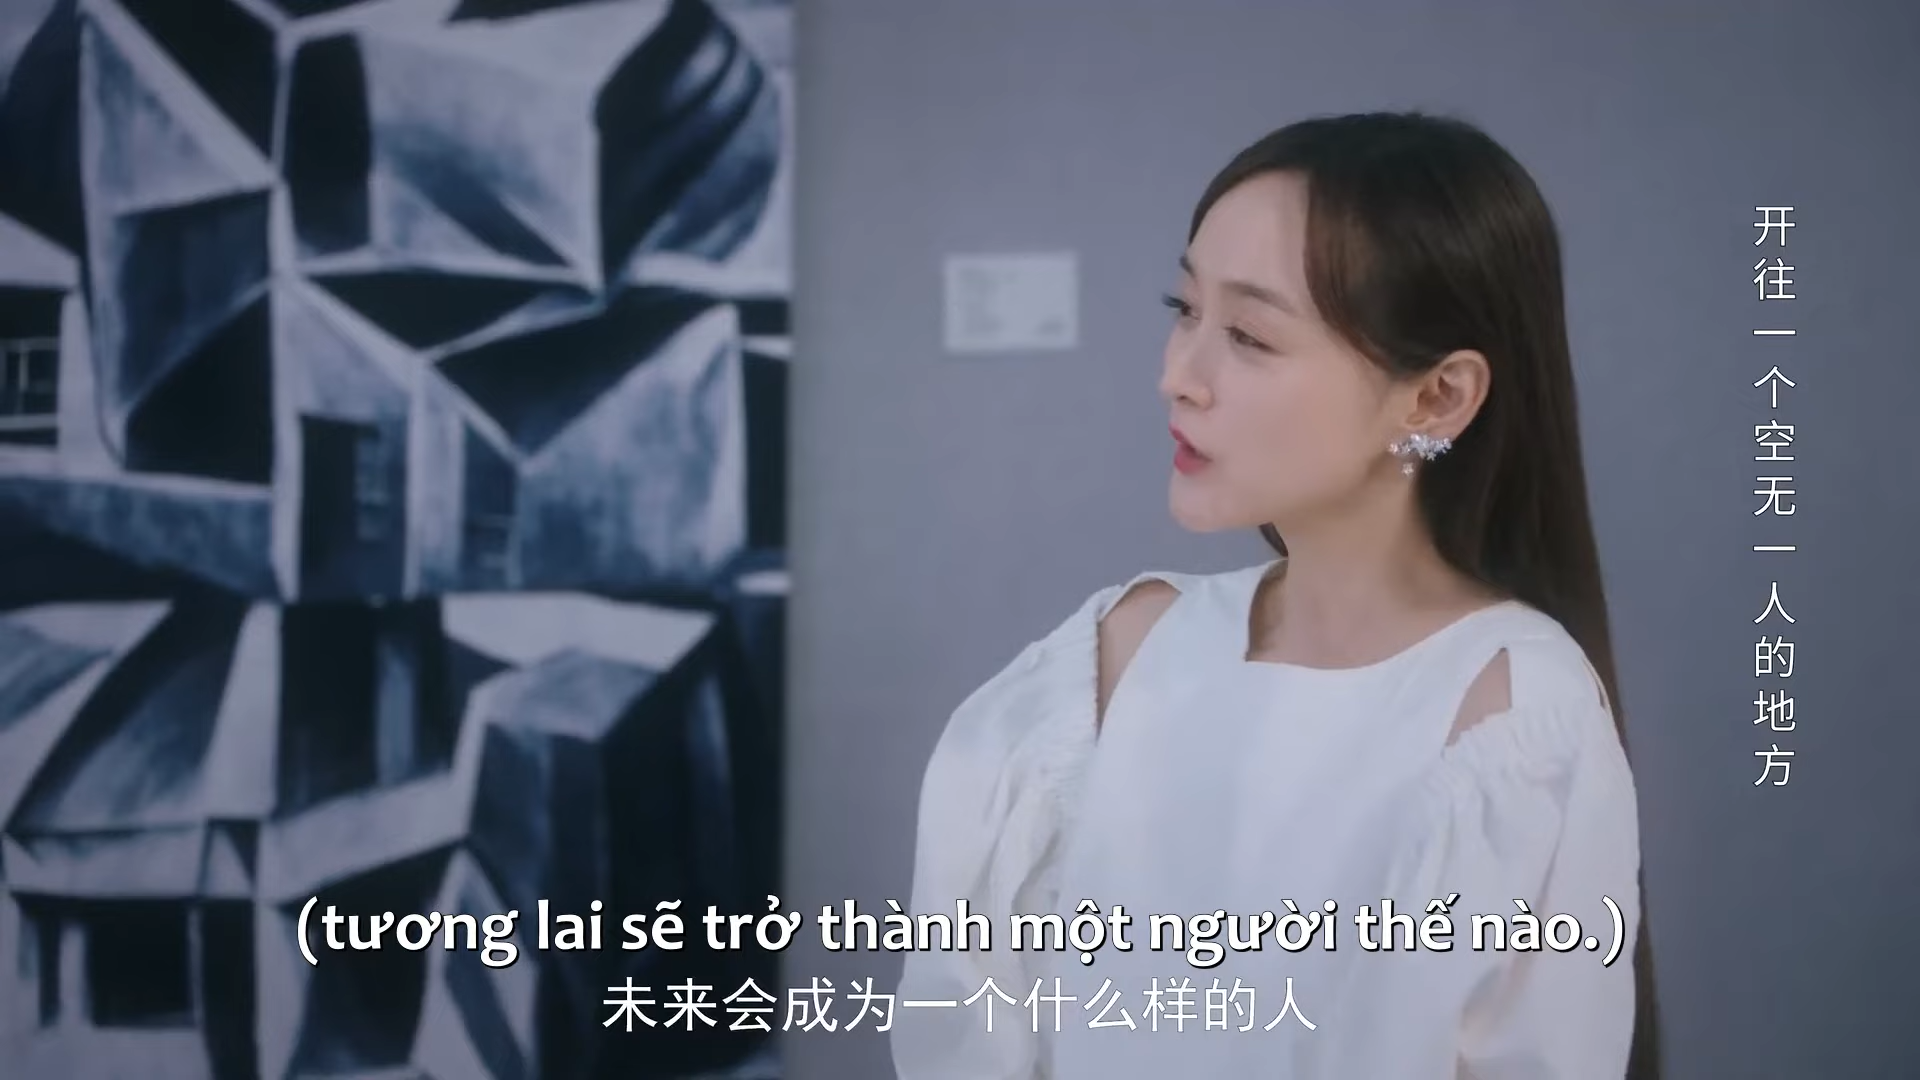 开往一个空无一人的地方
(tương lai sẽ trở thành một người thế nào.)
未来会成为一个什么样的人